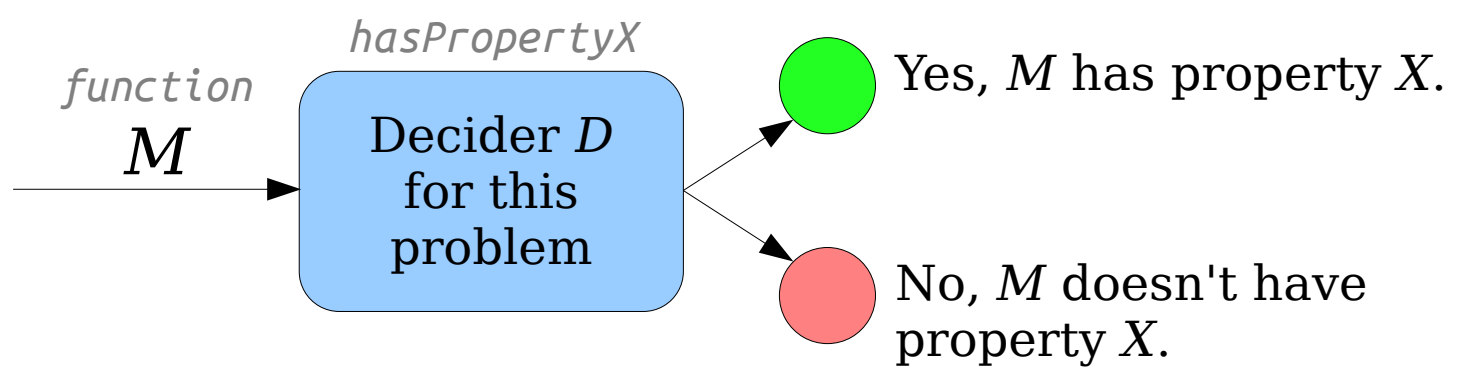 function
M
hasPropertyX
Decider D
for this
problem
Yes, M has property X.
No, M doesn't have
property X.